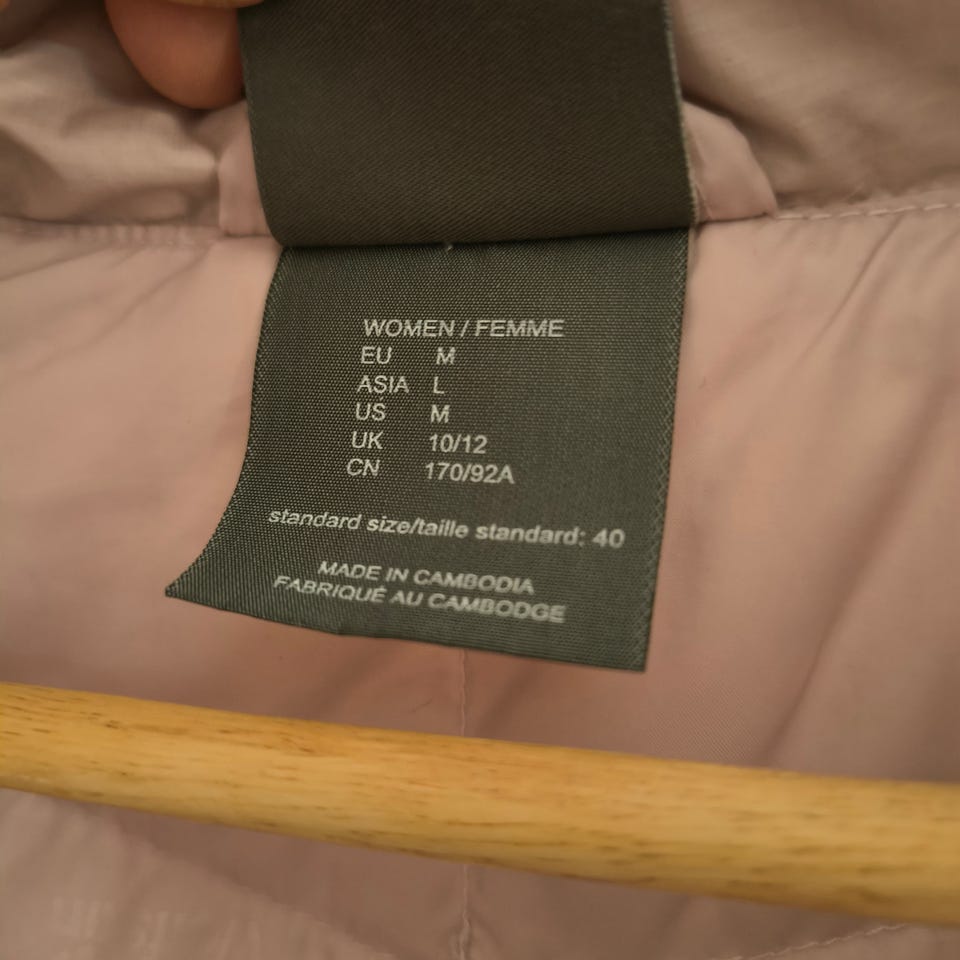 WOMEN / FEMME
EU M
ASIA L
US M
UK 10/12
CN 170/92A
standard size/taille standard: 40
MADE IN CAMBODIA
FABRIQUÉ AU CAMBODGE